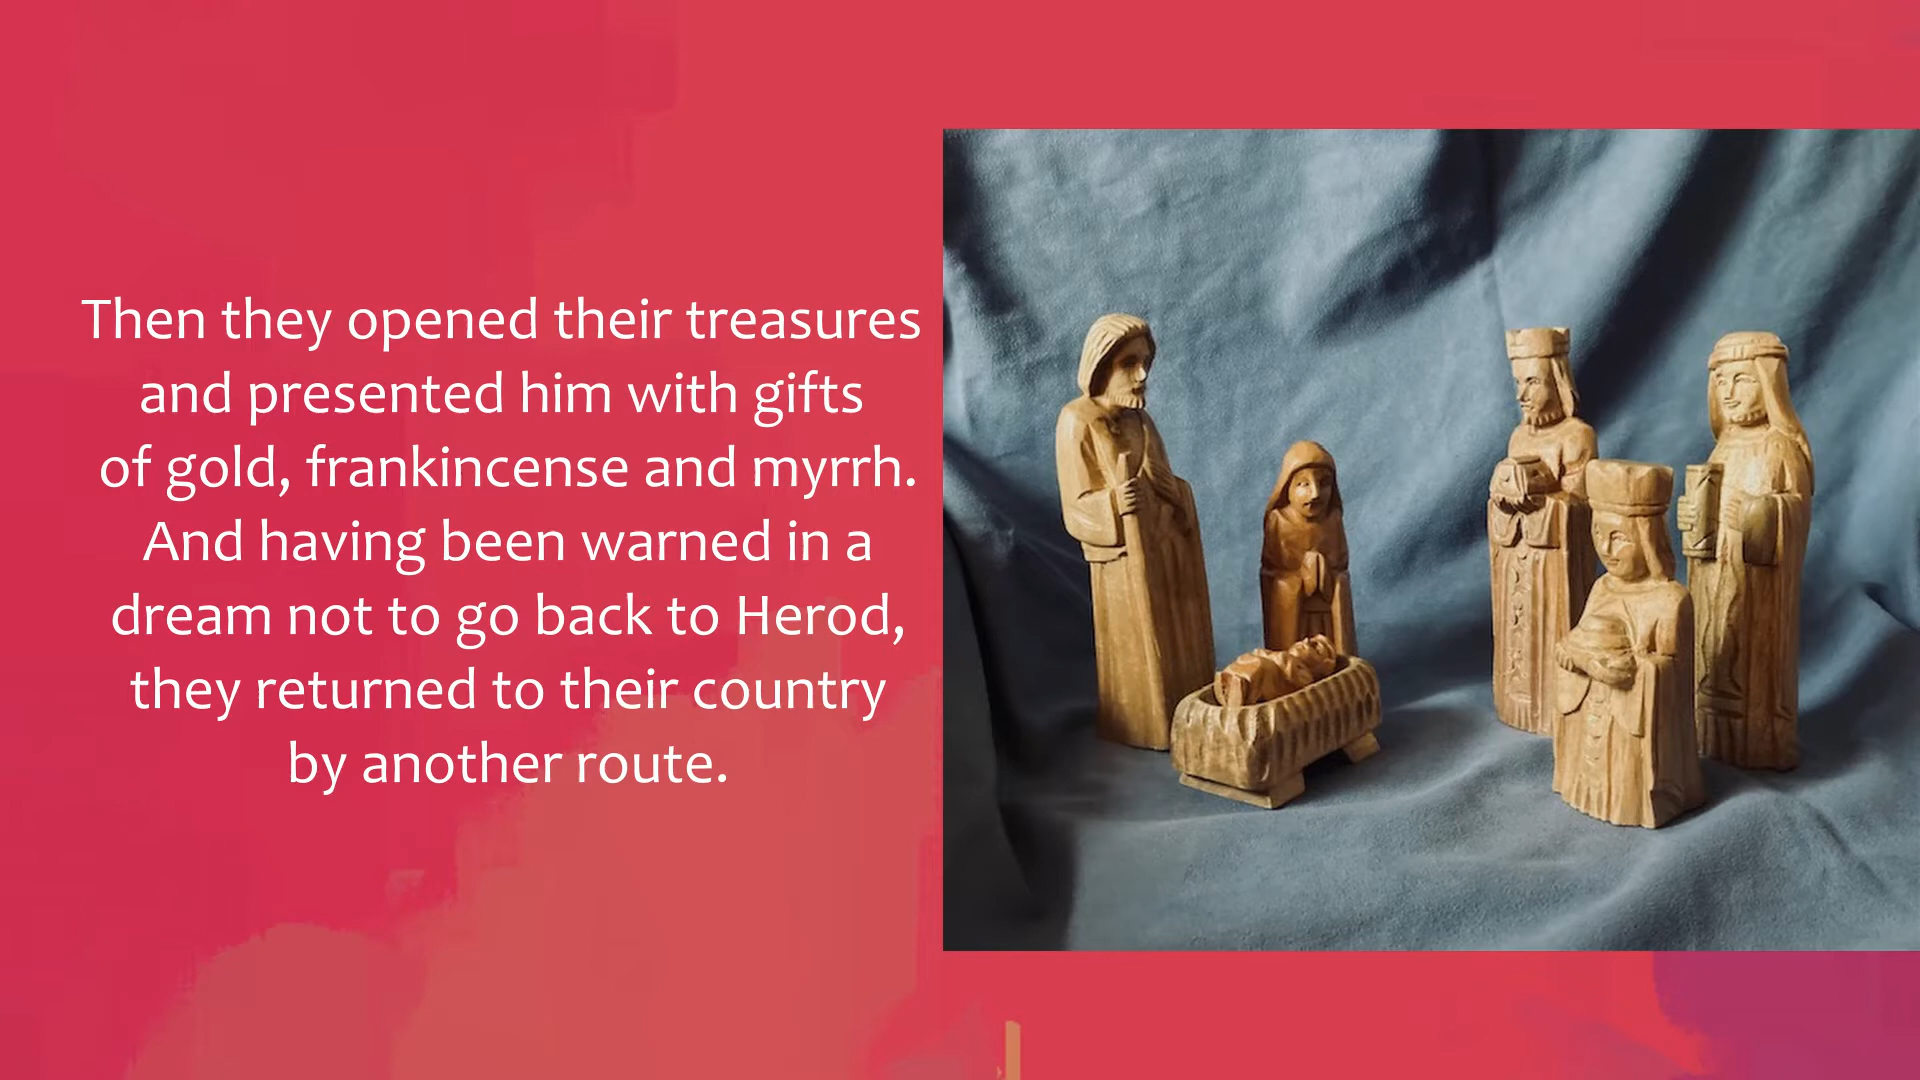 Then they opened their treasures
and presented him with gifts
of gold, frankincense and myrrh.
And having been warned in a
dream not to go back to Herod,
they returned to their country
by another route.